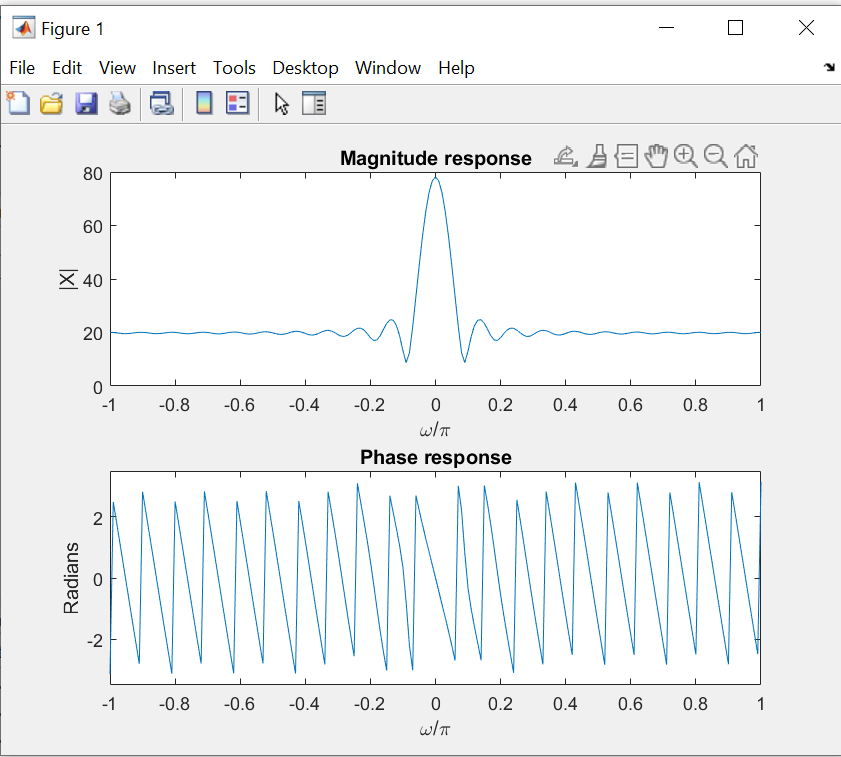 Figure 1
File Edit View Insert Tools Desktop Window Help
Magnitude response
80
60
40
20
0
|X|
-1 -0.8 -0.6 -0.4 -0.2 0 0.2 0.4 0.6 0.8 1
ω/π
Phase response
2
0
-2
Radians
-1 -0.8 -0.6 -0.4 -0.2 0 0.2 0.4 0.6 0.8 1
ω/π